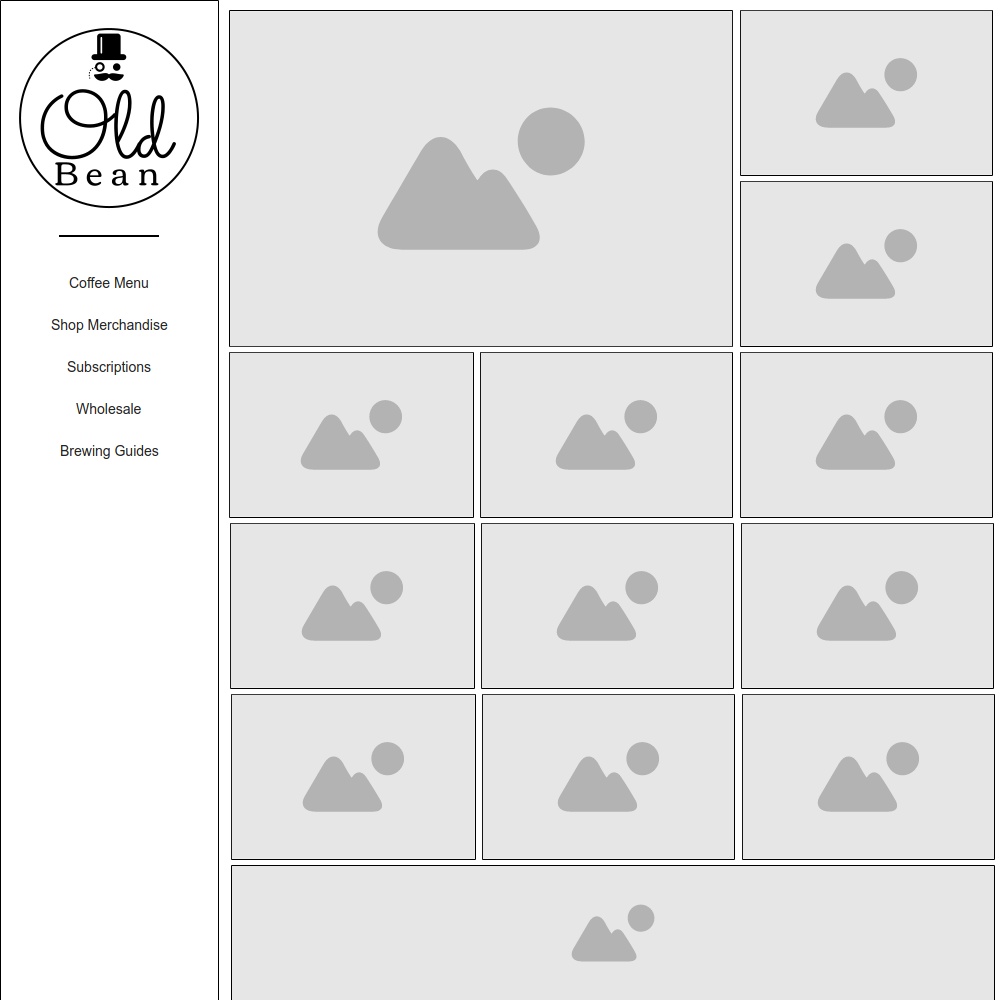 Old
Bean
Coffee Menu
Shop Merchandise
Subscriptions
Wholesale
Brewing Guides